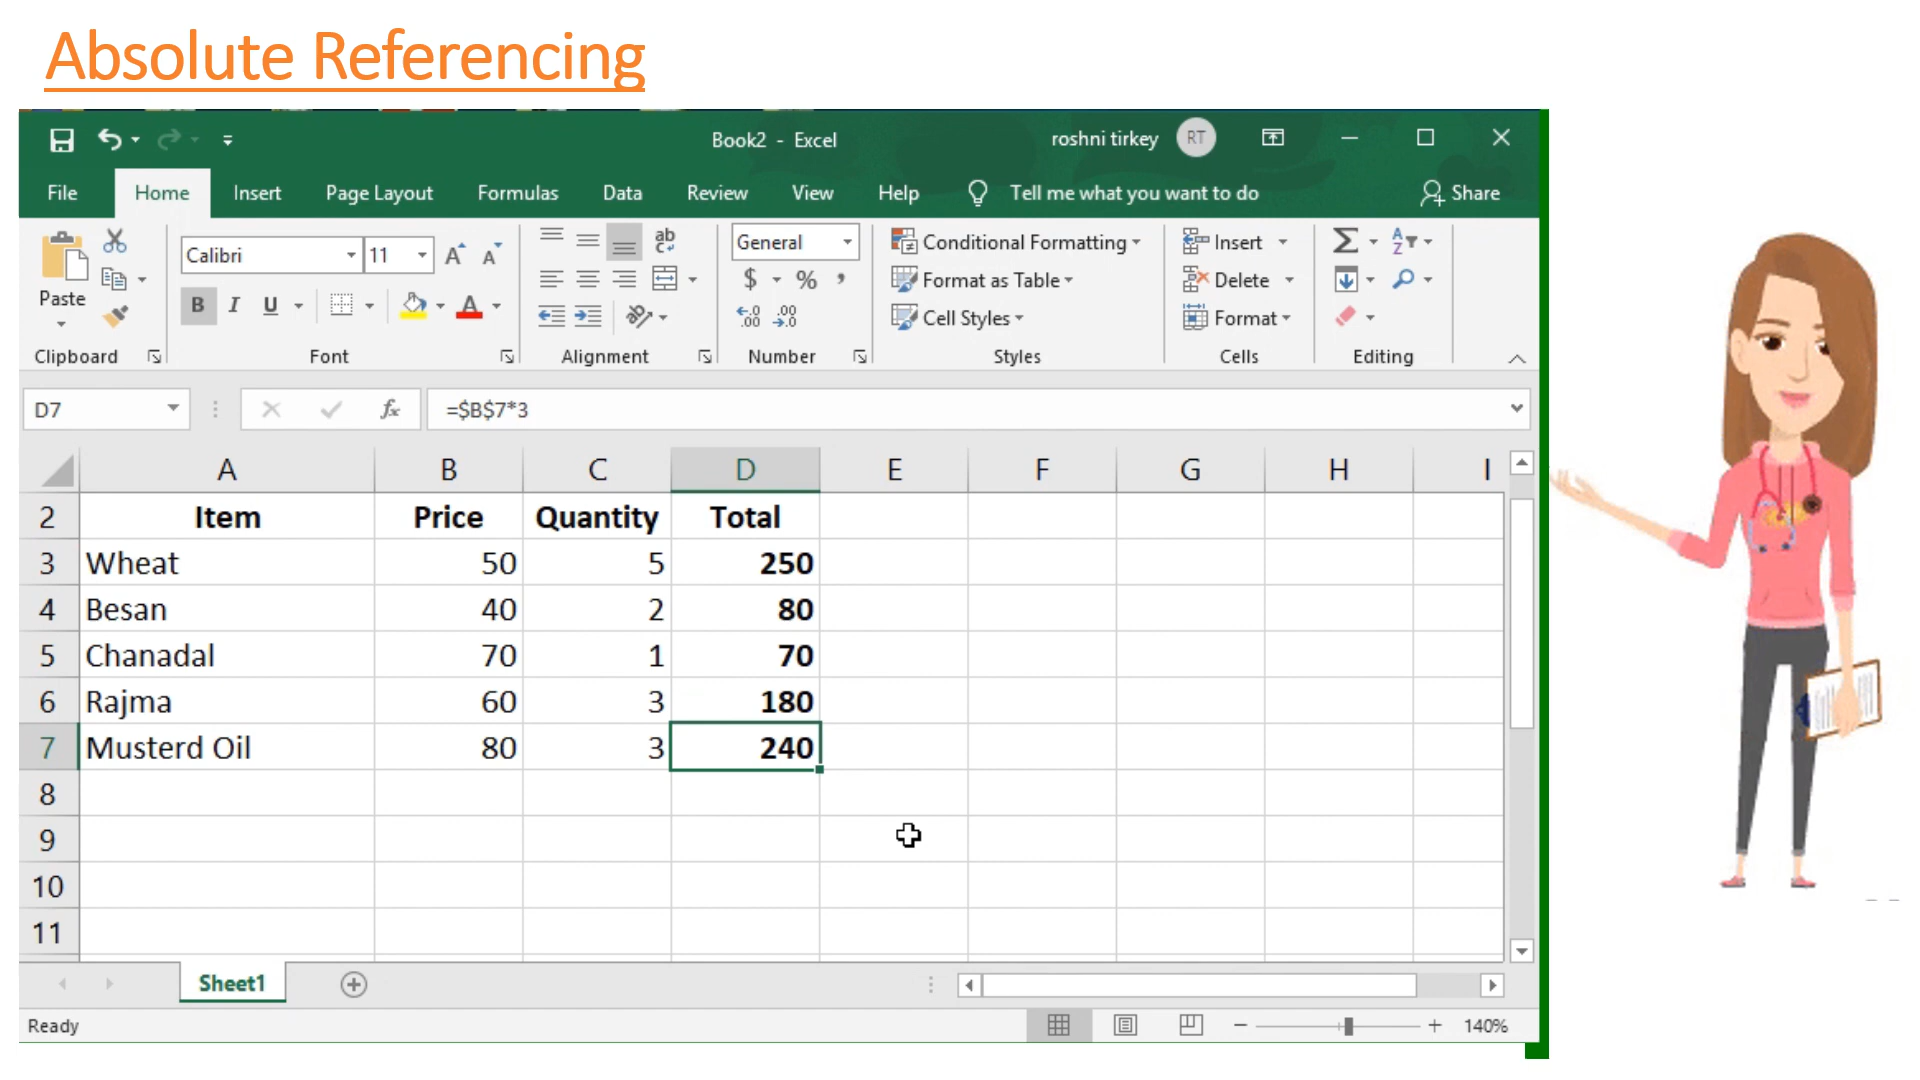 Absolute Referencing
Book2 - Excel
roshni tirkey
RT
File Home Insert Page Layout Formulas Data Review View Help Tell me what you want to do Share
Paste
Clipboard
Calibri 11
B I U
Font
ab
Alignment
General
$ % ,
Number
Conditional Formatting
Format as Table
Cell Styles
Styles
Insert
Delete
Format
Cells
Editing
D7 fx =$B$7*3
A B C D E F G H I
2 Item Price Quantity Total
3 Wheat 50 5 250
4 Besan 40 2 80
5 Chanadal 70 1 70
6 Rajma 60 3 180
7 Musterd Oil 80 3 240
8
9
10
11
Sheet1
Ready
140%